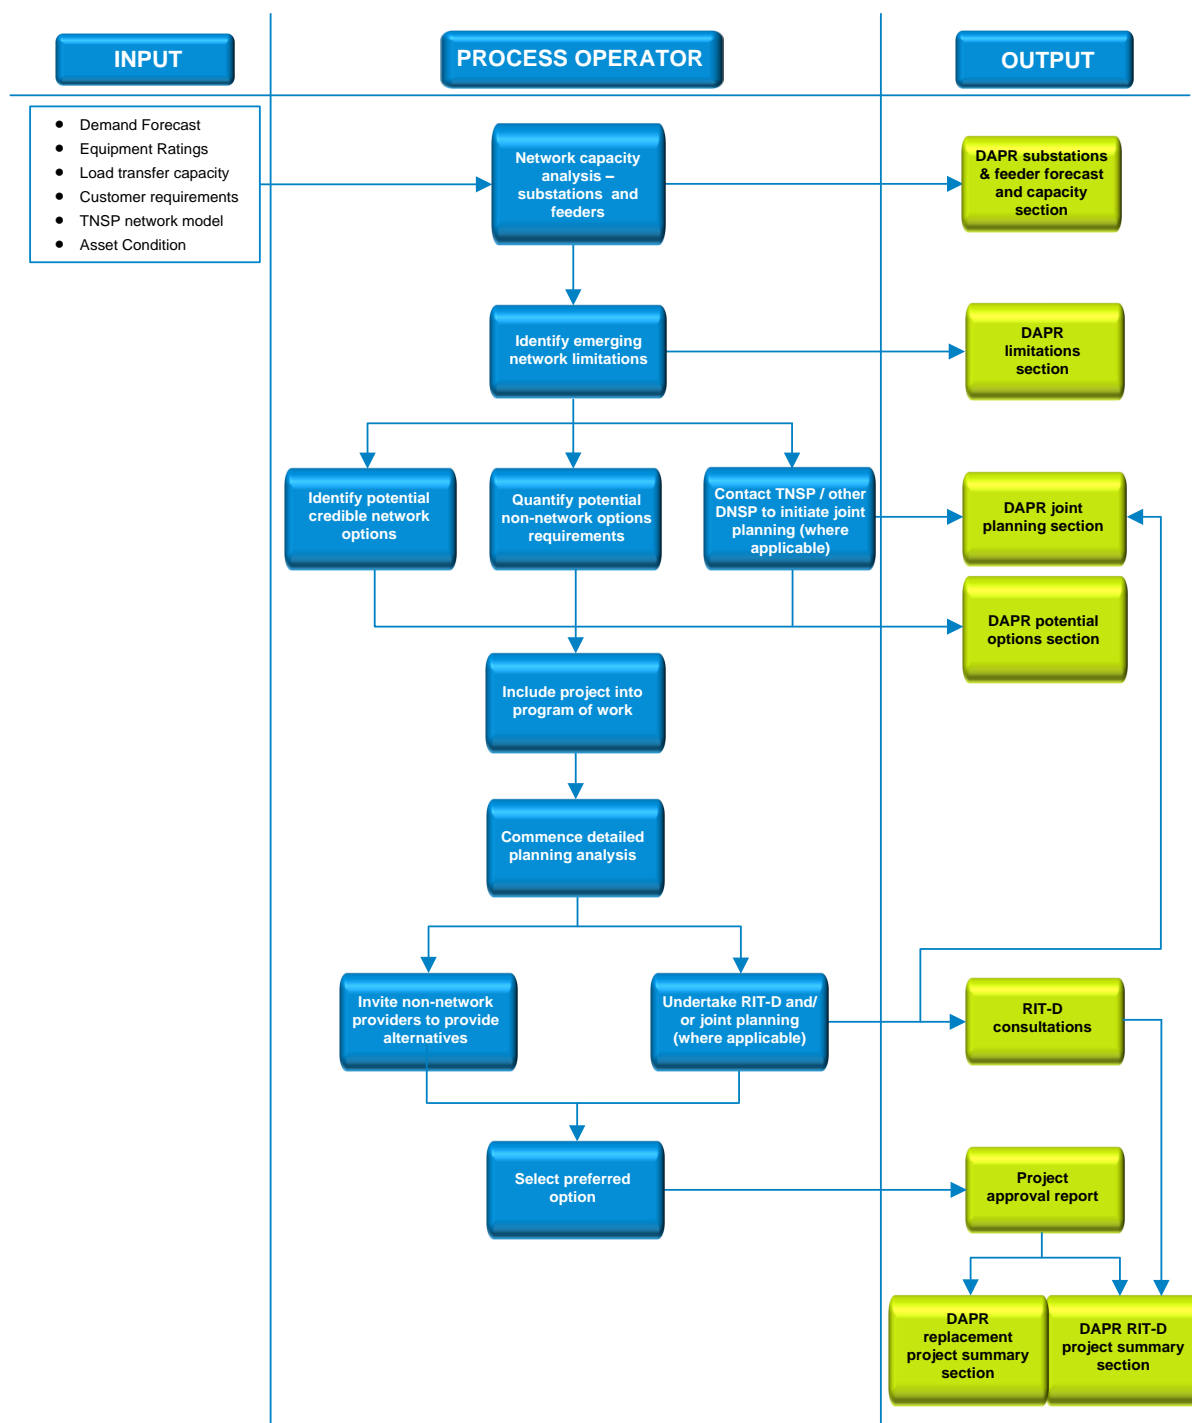 INPUT
PROCESS OPERATOR
OUTPUT
Demand Forecast
Equipment Ratings
Load transfer capacity
Customer requirements
TNSP network model
Asset Condition
Network capacity
analysis –
substations and
feeders
DAPR substations
& feeder forecast
and capacity
section
Identify emerging
network limitations
DAPR
limitations
section
Identify potential
credible network
options
Quantify potential
non-network options
requirements
Contact TNSP / other
DNSP to initiate joint
planning (where
applicable)
DAPR joint
planning section
DAPR potential
options section
Include project into
program of work
Commence detailed
planning analysis
Invite non-network
providers to provide
alternatives
Undertake RIT-D and/
or joint planning
(where applicable)
RIT-D
consultations
Select preferred
option
Project
approval report
DAPR
replacement
project summary
section
DAPR RIT-D
project summary
section